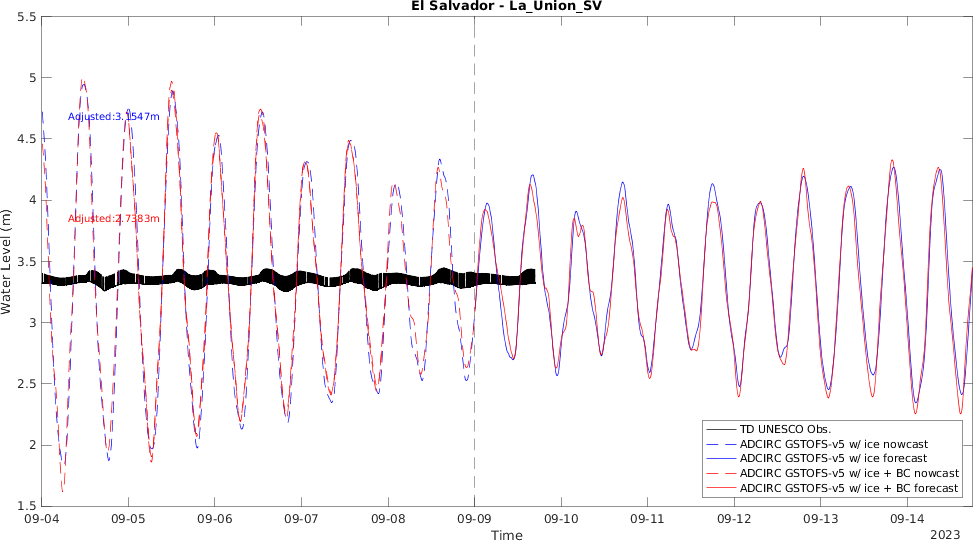 El Salvador - La_Union_SV
5.5
5
4.5
4
3.5
3
2.5
2
1.5
Water Level (m)
Adjusted:3.1547m
Adjusted:2.7383m
TD UNESCO Obs.
ADCIRC GSTOFS-v5 w/ ice nowcast
ADCIRC GSTOFS-v5 w/ ice forecast
ADCIRC GSTOFS-v5 w/ ice + BC nowcast
ADCIRC GSTOFS-v5 w/ ice + BC forecast
09-04 09-05 09-06 09-07 09-08 09-09 09-10 09-11 09-12 09-13 09-14
Time
2023